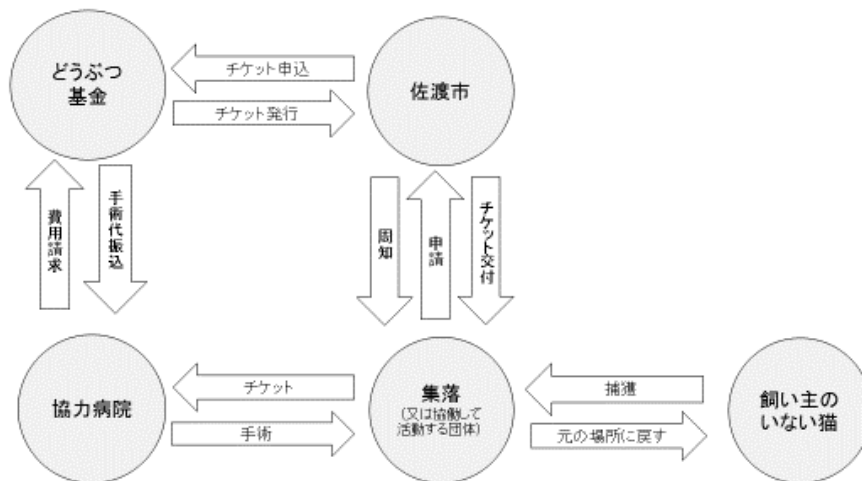 どうぶつ
基金
チケット申込
チケット発行
佐渡市
費用請求
手術代振込
周知
申請
チケット交付
協力病院
チケット
手術
集落
(又は協働して
活動する団体)
捕獲
元の場所に戻す
飼い主の
いない猫